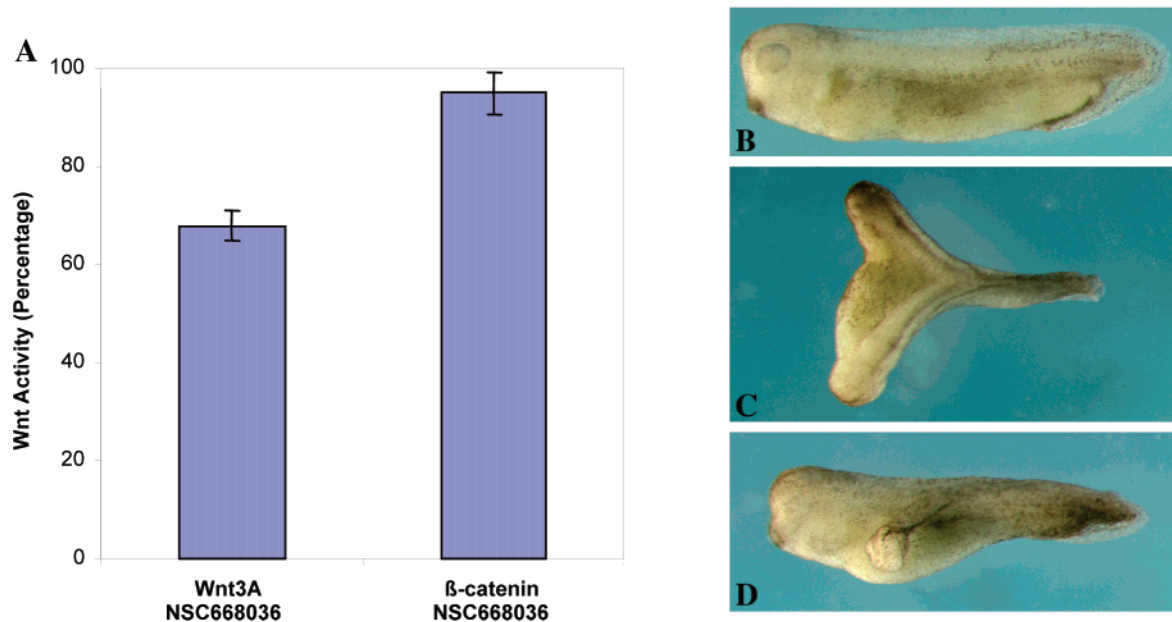 A
Wnt Activity (Percentage)
100
80
60
40
20
0
Wnt3A
NSC668036
ß-catenin
NSC668036
B
C
D